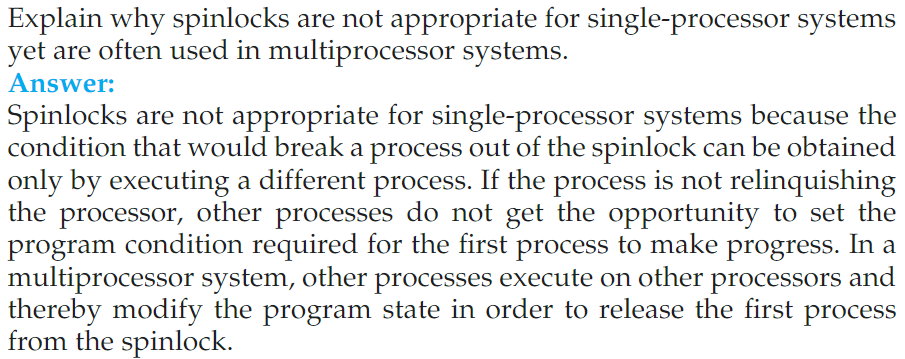 Explain why spinlocks are not appropriate for single-processor systems
yet are often used in multiprocessor systems.
Answer:
Spinlocks are not appropriate for single-processor systems because the
condition that would break a process out of the spinlock can be obtained
only by executing a different process. If the process is not relinquishing
the processor, other processes do not get the opportunity to set the
program condition required for the first process to make progress. In a
multiprocessor system, other processes execute on other processors and
thereby modify the program state in order to release the first process
from the spinlock.